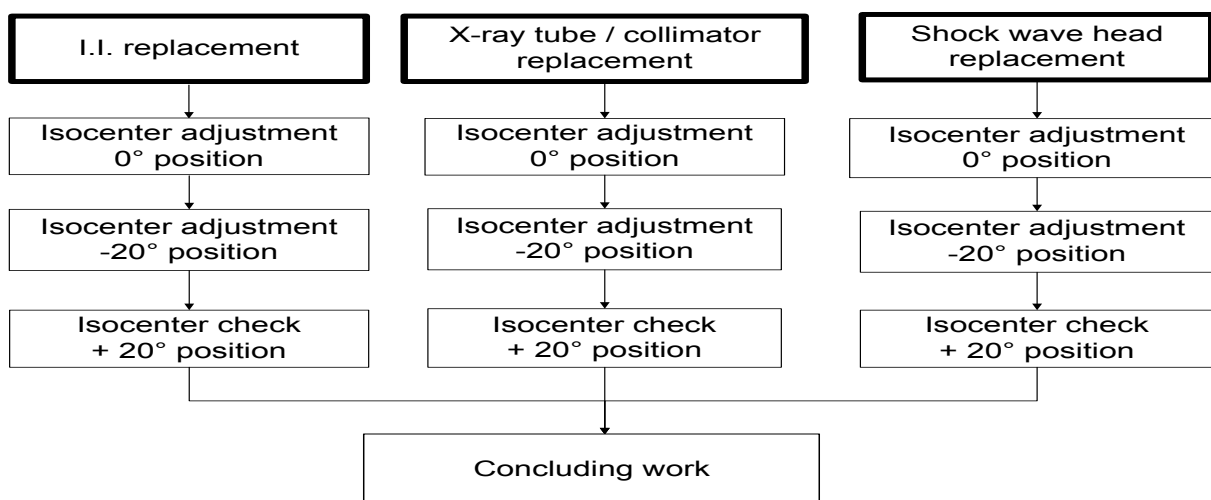 I.I. replacement
X-ray tube / collimator
replacement
Shock wave head
replacement
Isocenter adjustment
0° position
Isocenter adjustment
0° position
Isocenter adjustment
0° position
Isocenter adjustment
-20° position
Isocenter adjustment
-20° position
Isocenter adjustment
-20° position
Isocenter check
+ 20° position
Isocenter check
+ 20° position
Isocenter check
+ 20° position
Concluding work